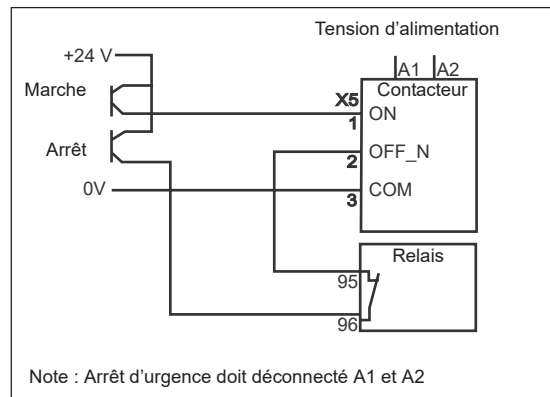 Tension d'alimentation
+24 V
A1 A2
Marche
X5
Contacteur
1
ON
Arrêt
2
OFF_N
0V
3
COM
Relais
95
96
Note : Arrêt d'urgence doit déconnecté A1 et A2